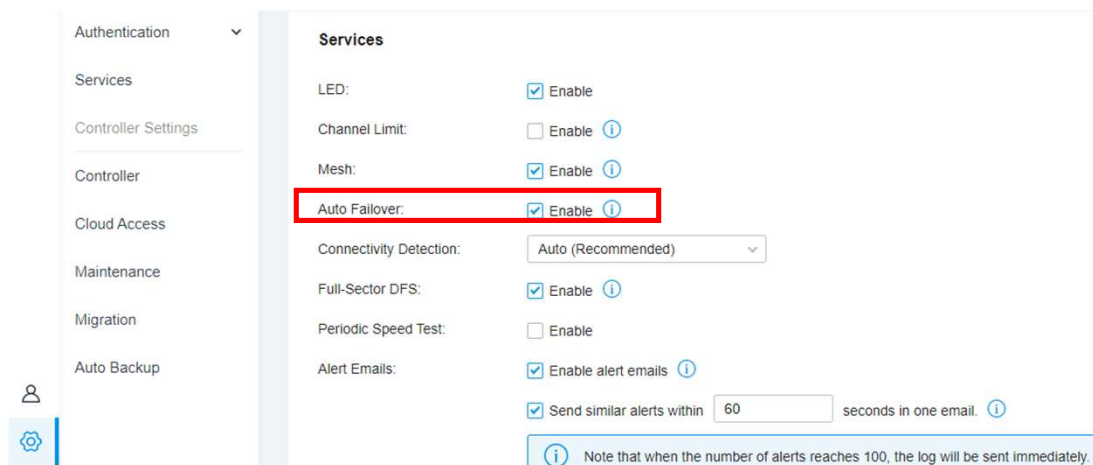 Authentication
Services
Controller Settings
Controller
Cloud Access
Maintenance
Migration
Auto Backup
Services
LED: Enable
Channel Limit: Enable
Mesh: Enable
Auto Failover: Enable
Connectivity Detection: Auto (Recommended)
Full-Sector DFS: Enable
Periodic Speed Test: Enable
Alert Emails: Enable alert emails
Send similar alerts within 60 seconds in one email.
Note that when the number of alerts reaches 100, the log will be sent immediately.